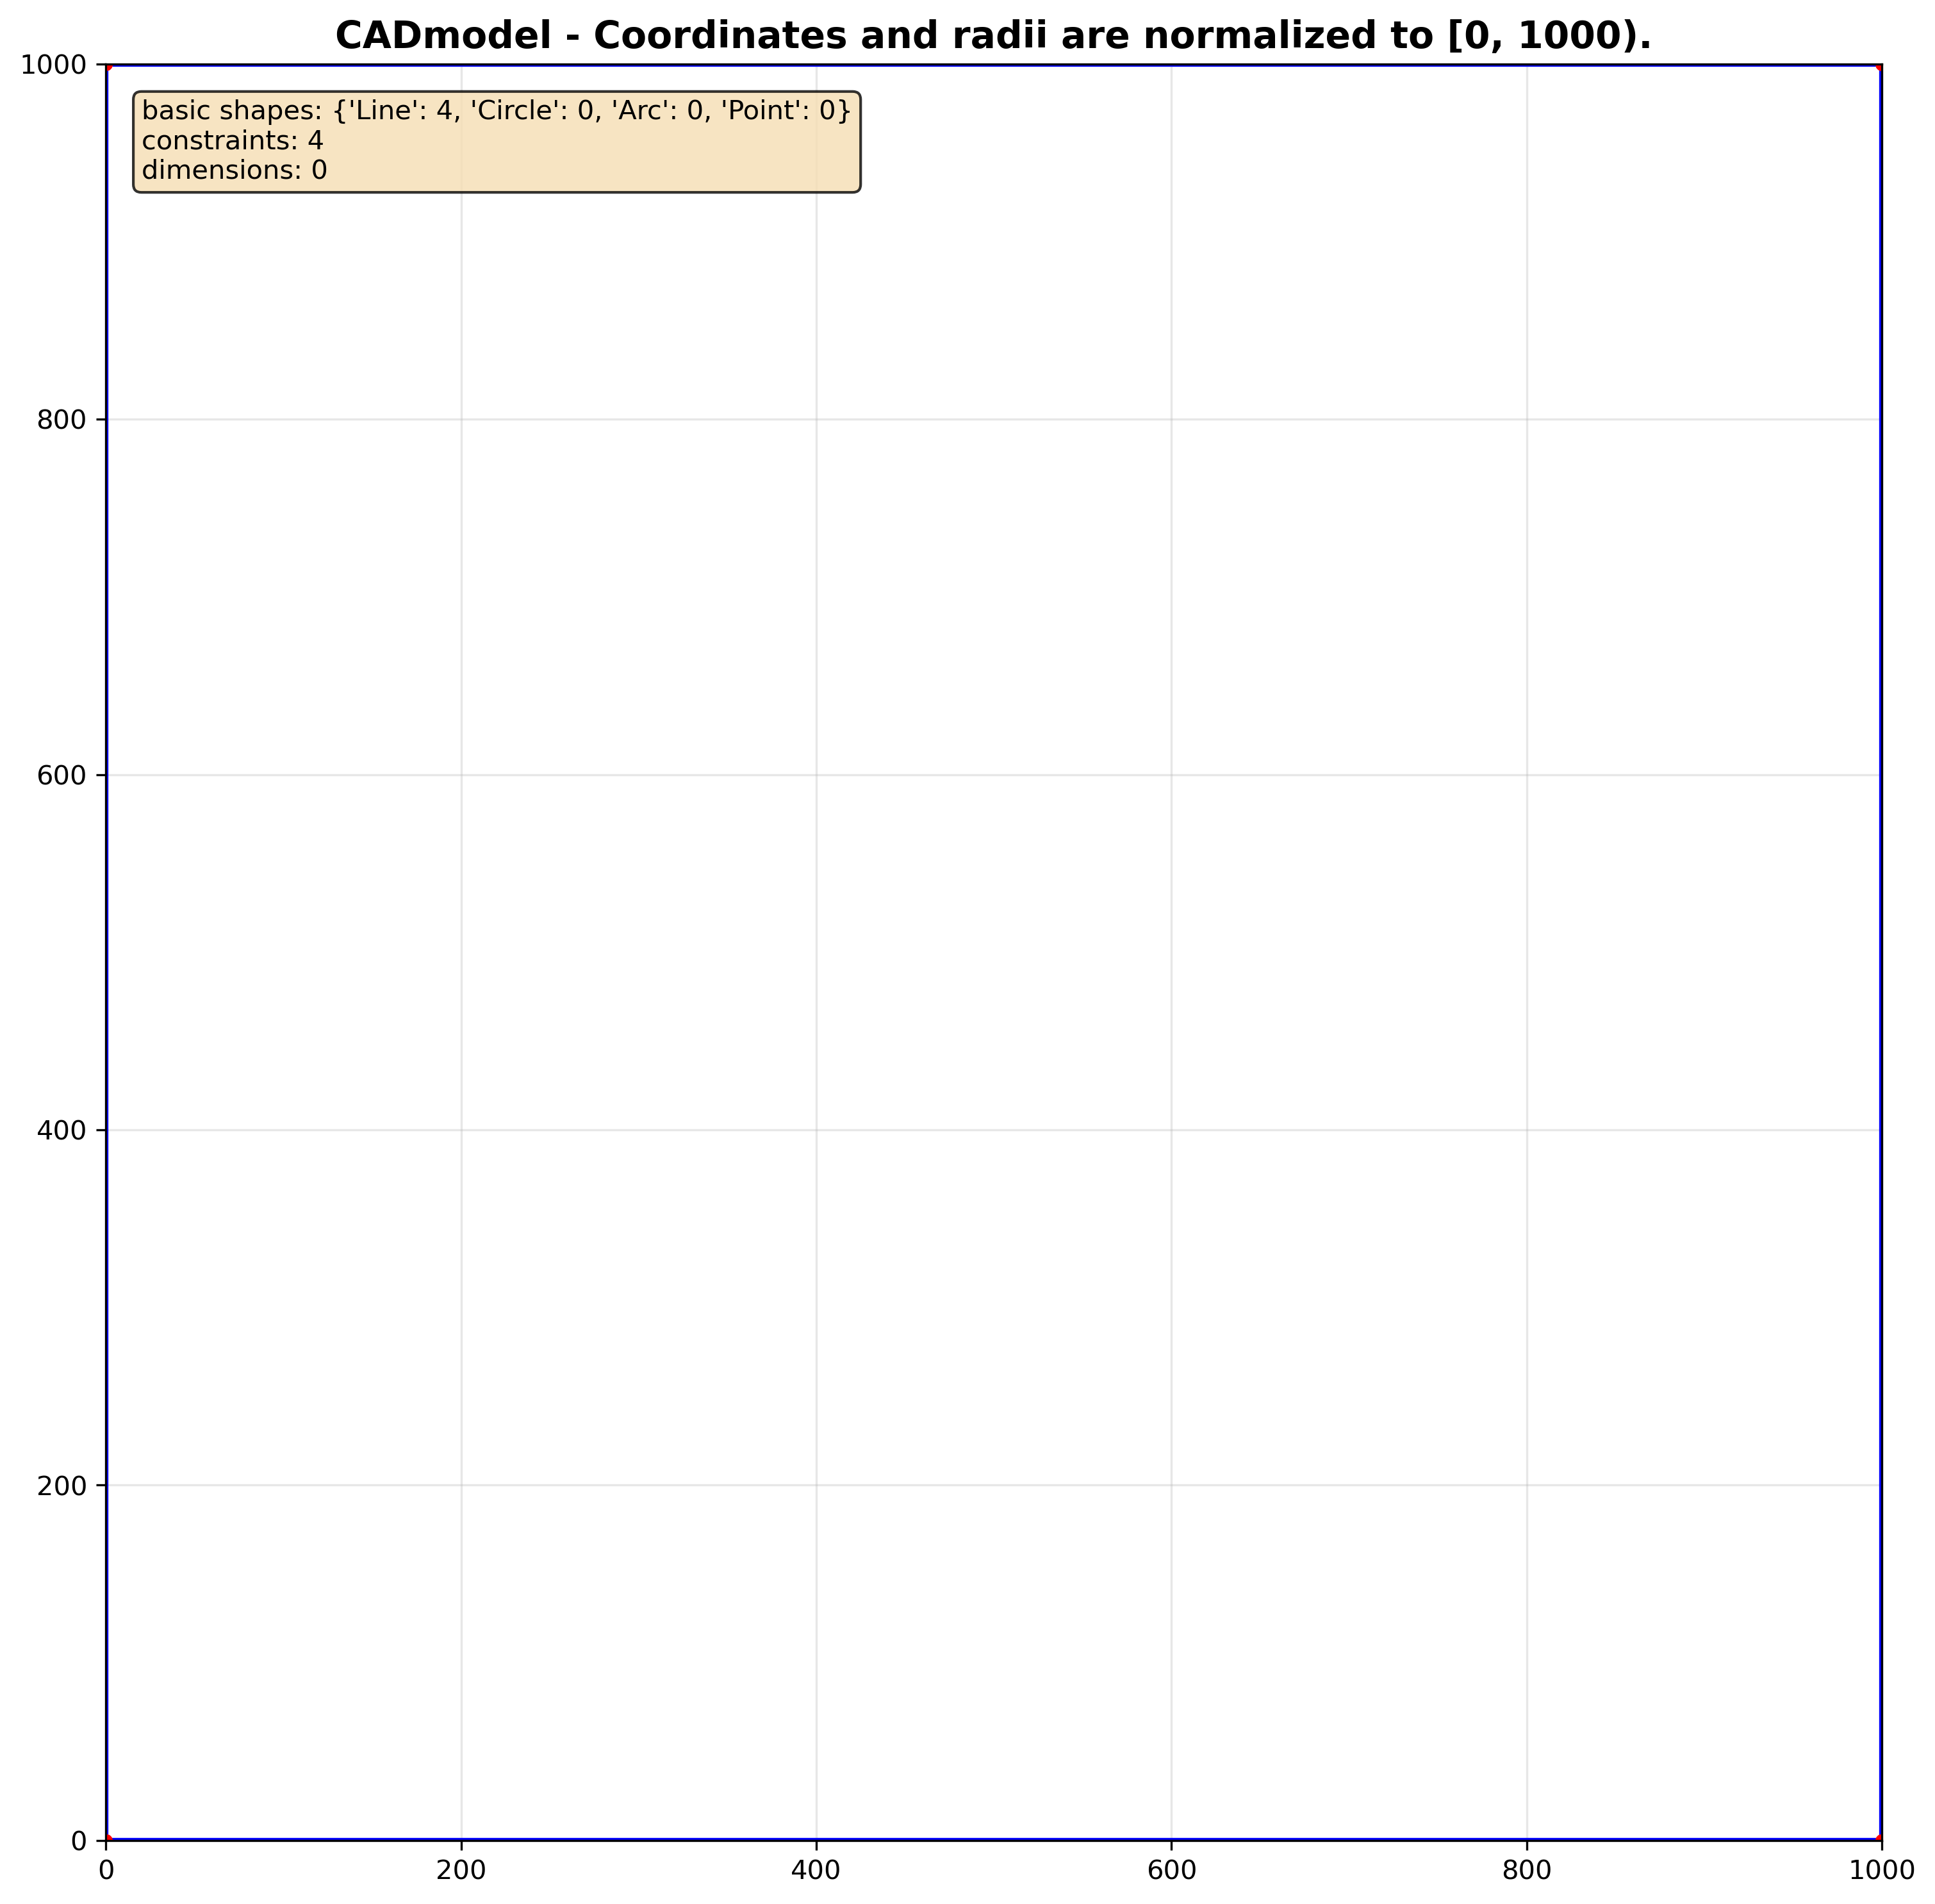 CADmodel - Coordinates and radii are normalized to [0, 1000).
basic shapes: {'Line': 4, 'Circle': 0, 'Arc': 0, 'Point': 0}
constraints: 4
dimensions: 0
1000
800
600
400
200
0
0 200 400 600 800 1000